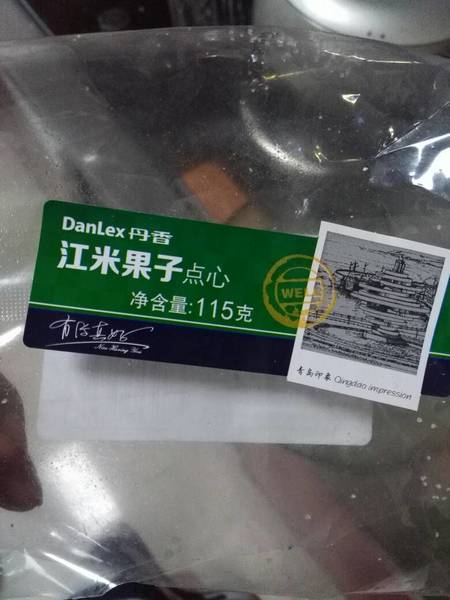 DanLex 丹香
江米果子点心
净含量:115克
WELL
青岛印象 Qingdao impression